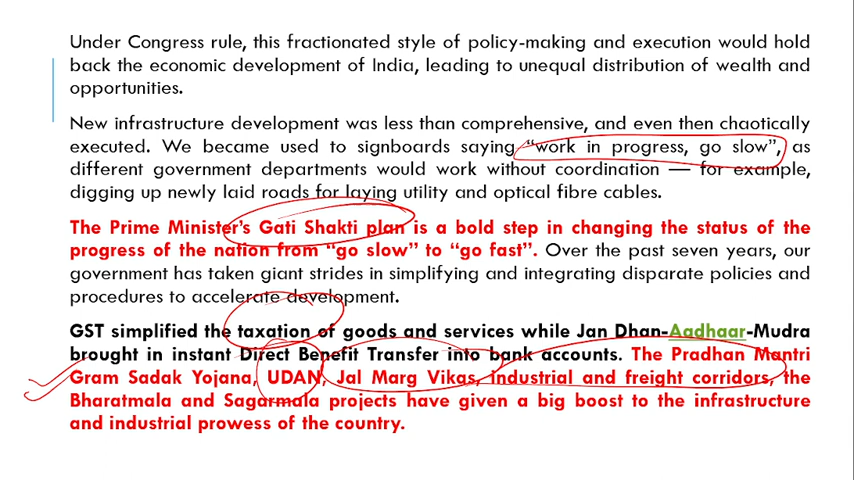 Under Congress rule, this fractionated style of policy-making and execution would hold
back the economic development of India, leading to unequal distribution of wealth and
opportunities.
New infrastructure development was less than comprehensive, and even then chaotically
executed. We became used to signboards saying “work in progress, go slow”, as
different government departments would work without coordination — for example,
digging up newly laid roads for laying utility and optical fibre cables.
The Prime Minister’s Gati Shakti plan is a bold step in changing the status of the
progress of the nation from “go slow” to “go fast”. Over the past seven years, our
government has taken giant strides in simplifying and integrating disparate policies and
procedures to accelerate development.
GST simplified the taxation of goods and services while Jan Dhan-Aadhaar-Mudra
brought in instant Direct Benefit Transfer into bank accounts. The Pradhan Mantri
Gram Sadak Yojana, UDAN, Jal Marg Vikas, industrial and freight corridors, the
Bharatmala and Sagarmala projects have given a big boost to the infrastructure
and industrial prowess of the country.